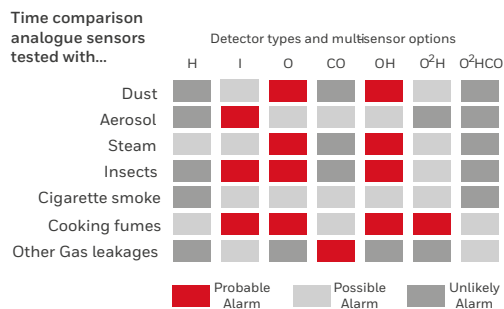 Time comparison
analogue sensors
tested with...
Detector types and multisensor options
H I O CO OH O²H O²HCO
Dust
Aerosol
Steam
Insects
Cigarette smoke
Cooking fumes
Other Gas leakages
Probable
Alarm
Possible
Alarm
Unlikely
Alarm